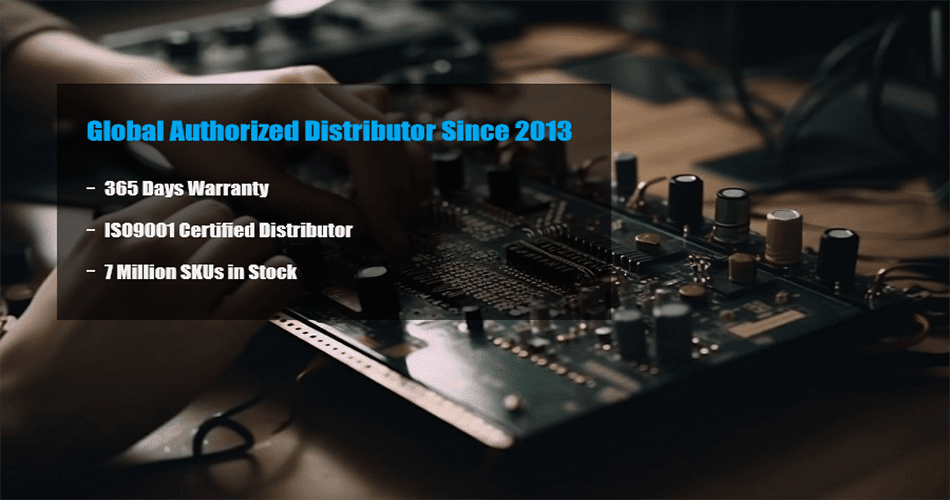 Global Authorized Distributor Since 2013
- 365 Days Warranty
- ISO9001 Certified Distributor
- 7 Million SKUs in Stock